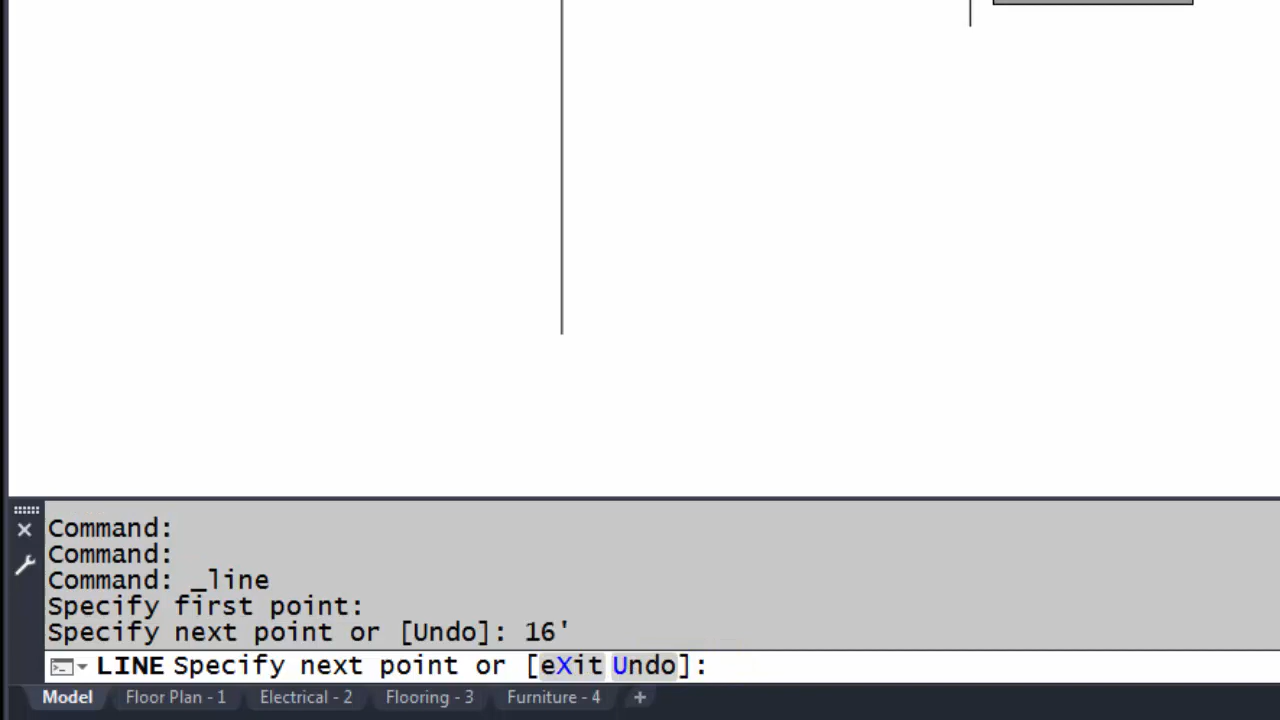 Command:
Command:
Command: _line
Specify first point:
Specify next point or [Undo]: 16'
LINE Specify next point or [eXit Undo]:
Model Floor Plan - 1 Electrical - 2 Flooring - 3 Furniture - 4 +